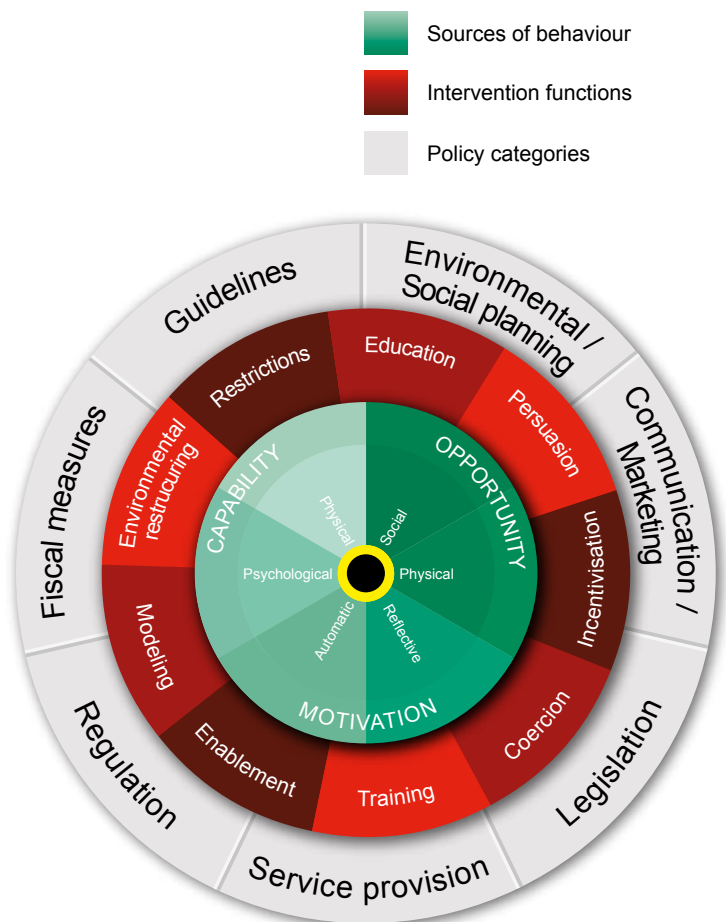 Sources of behaviour
Intervention functions
Policy categories
Guidelines
Environmental /
Social planning
Communication /
Marketing
Legislation
Service provision
Regulation
Fiscal measures
Restrictions
Education
Persuasion
Incentivisation
Coercion
Training
Enablement
Modeling
Environmental
restrucuring
CAPABILITY
OPPORTUNITY
MOTIVATION
Physical
Social
Physical
Reflective
Automatic
Psychological